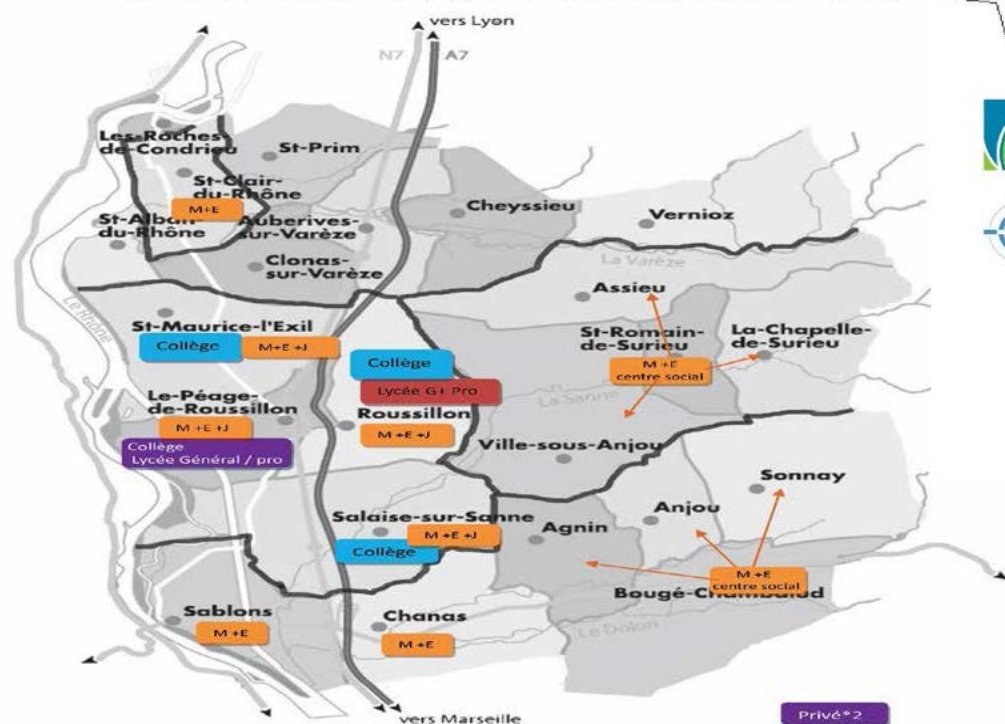 vers Lyon
N7
A7
Les-Roches-
de-Condrieu
St-Prim
St-Clair-
du-Rhône
M+E
Cheyssieu
Vernioz
St-Alban-
du-Rhône
Auberives-
sur-Varèze
Clonas-
sur-Varèze
La Varèze
Assieu
Le Rhône
St-Maurice-l'Exil
Collège
M+E +J
St-Romain-
de-Surieu
La-Chapelle-
de-Surieu
M +E
centre social
Collège
Lycée G+ Pro
La Sanne
Le-Péage-
de-Roussillon
M +E +J
Collège
Lycée Général / pro
Roussillon
M +E +J
Ville-sous-Anjou
Sonnay
Anjou
Salaise-sur-Sanne
M +E +J
Collège
Agnin
M +E
centre social
Bougé-Chambalud
Sablons
M +E
Chanas
M +E
Le Dolon
vers Marseille
Privé*2